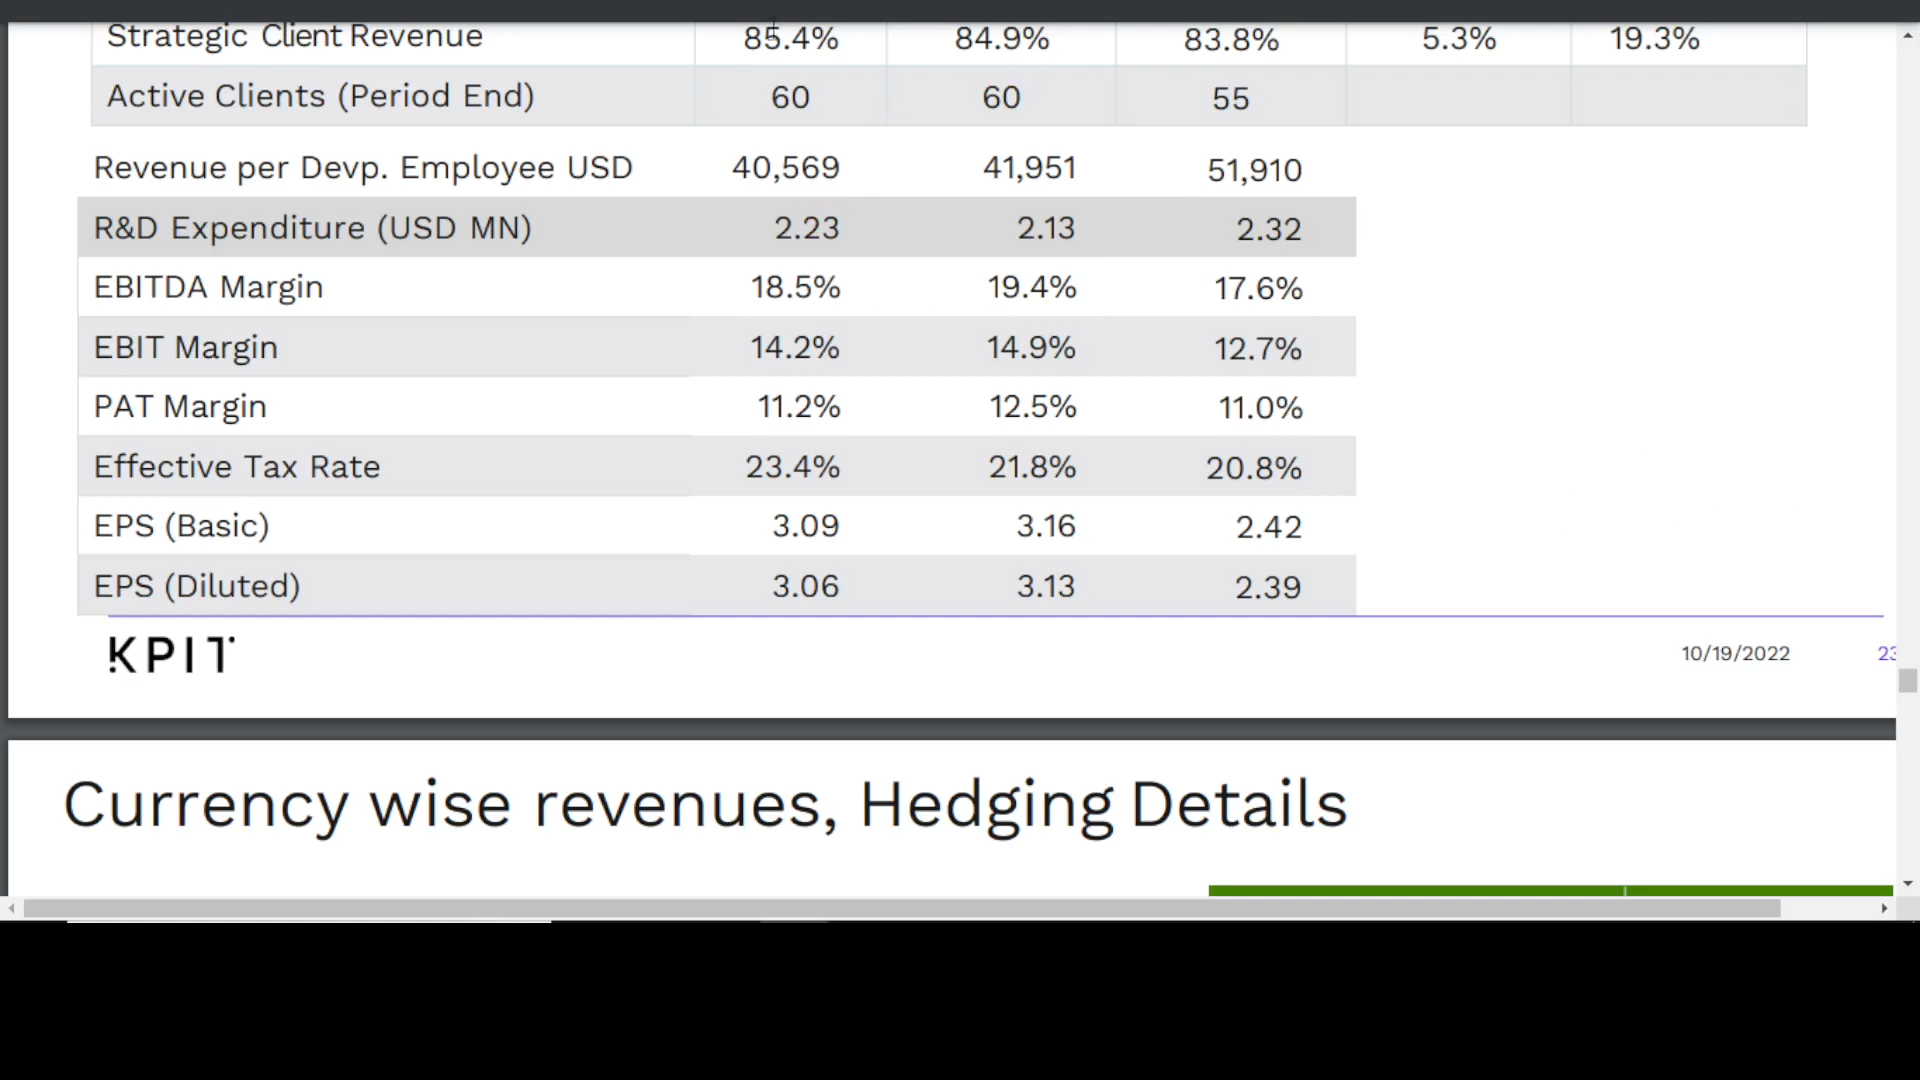 Strategic Client Revenue 85.4% 84.9% 83.8% 5.3% 19.3%
Active Clients (Period End) 60 60 55
Revenue per Devp. Employee USD 40,569 41,951 51,910
R&D Expenditure (USD MN) 2.23 2.13 2.32
EBITDA Margin 18.5% 19.4% 17.6%
EBIT Margin 14.2% 14.9% 12.7%
PAT Margin 11.2% 12.5% 11.0%
Effective Tax Rate 23.4% 21.8% 20.8%
EPS (Basic) 3.09 3.16 2.42
EPS (Diluted) 3.06 3.13 2.39
KPIT 10/19/2022 23
Currency wise revenues, Hedging Details